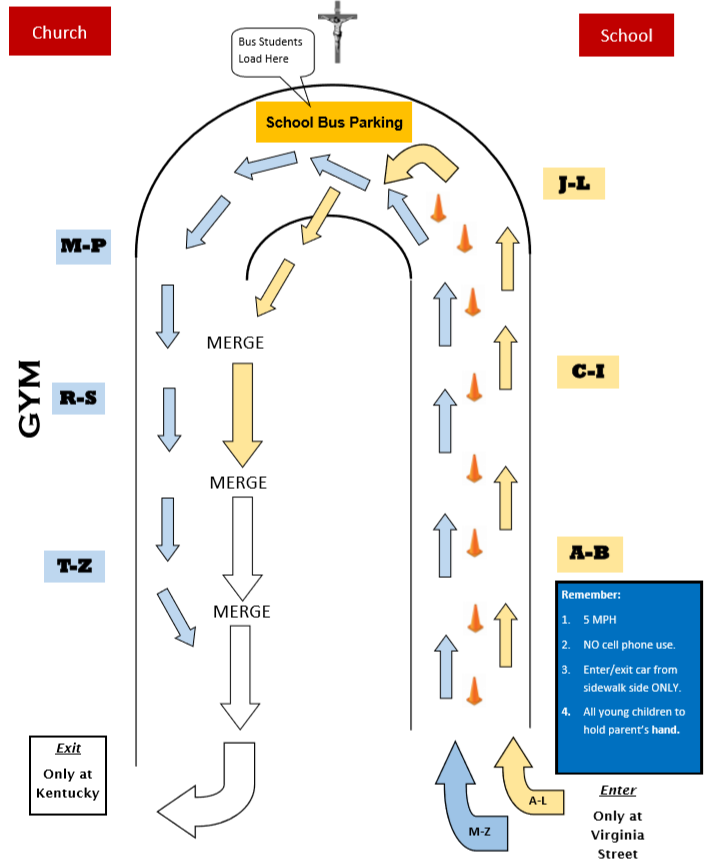 Church
School
Bus Students
Load Here
School Bus Parking
J-L
M-P
MERGE
C-I
GYM
R-S
MERGE
A-B
T-Z
MERGE
Remember:
1. 5 MPH
2. NO cell phone use.
3. Enter/exit car from
sidewalk side ONLY.
4. All young children to
hold parent's hand.
Exit
Only at
Kentucky
A-L
M-Z
Enter
Only at
Virginia
Street